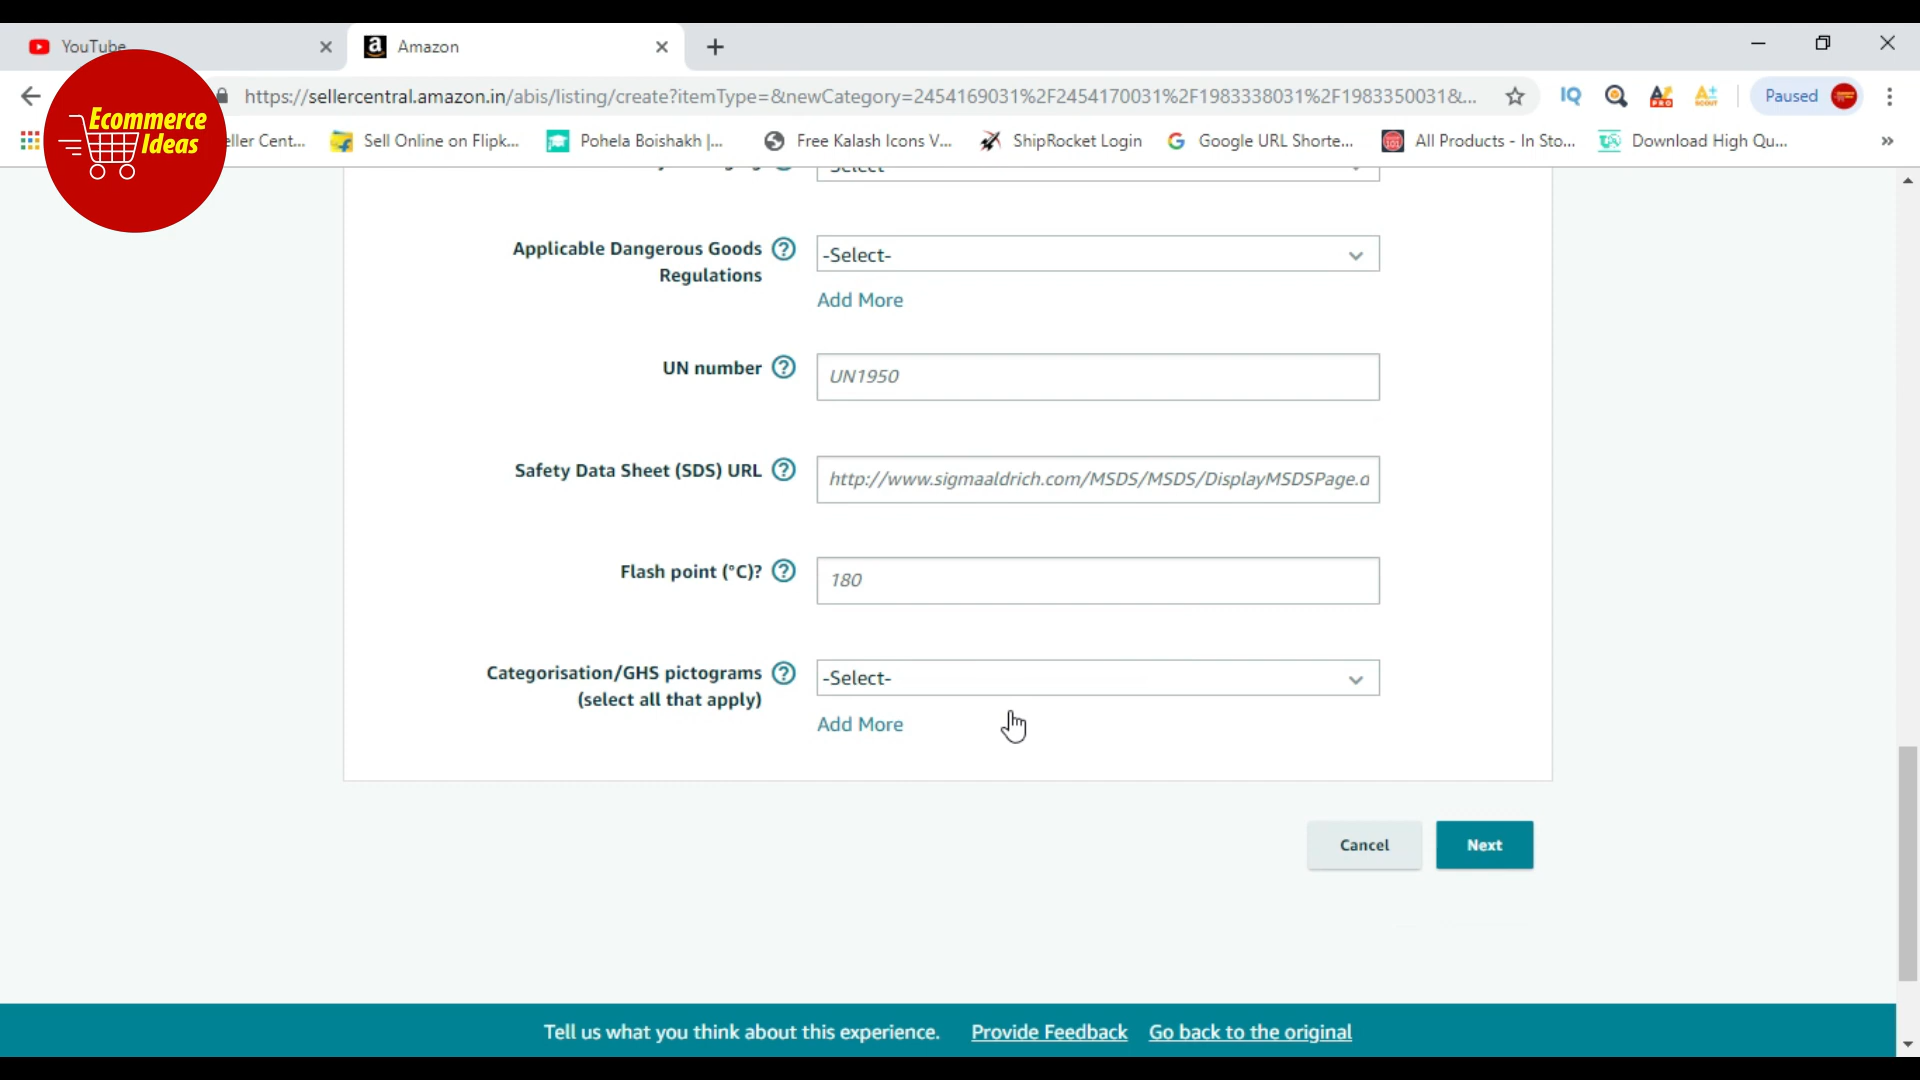 YouTube
Amazon
https://sellercentral.amazon.in/abis/listing/create?itemType=&newCategory=2454169031%2F2454170031%2F1983338031%2F1983350031&...
IQ
Paused
Ecommerce
Ideas
eller Cent...
Sell Online on Flipk...
Pohela Boishakh |...
Free Kalash Icons V...
ShipRocket Login
Google URL Shorte...
All Products - In Sto...
Download High Qu...
»
-Select-
Applicable Dangerous Goods
Regulations
-Select-
Add More
UN number
UN1950
Safety Data Sheet (SDS) URL
http://www.sigmaaldrich.com/MSDS/MSDS/DisplayMSDSPage.d
Flash point (°C)?
180
Categorisation/GHS pictograms
(select all that apply)
-Select-
Add More
Cancel
Next
Tell us what you think about this experience.
Provide Feedback
Go back to the original